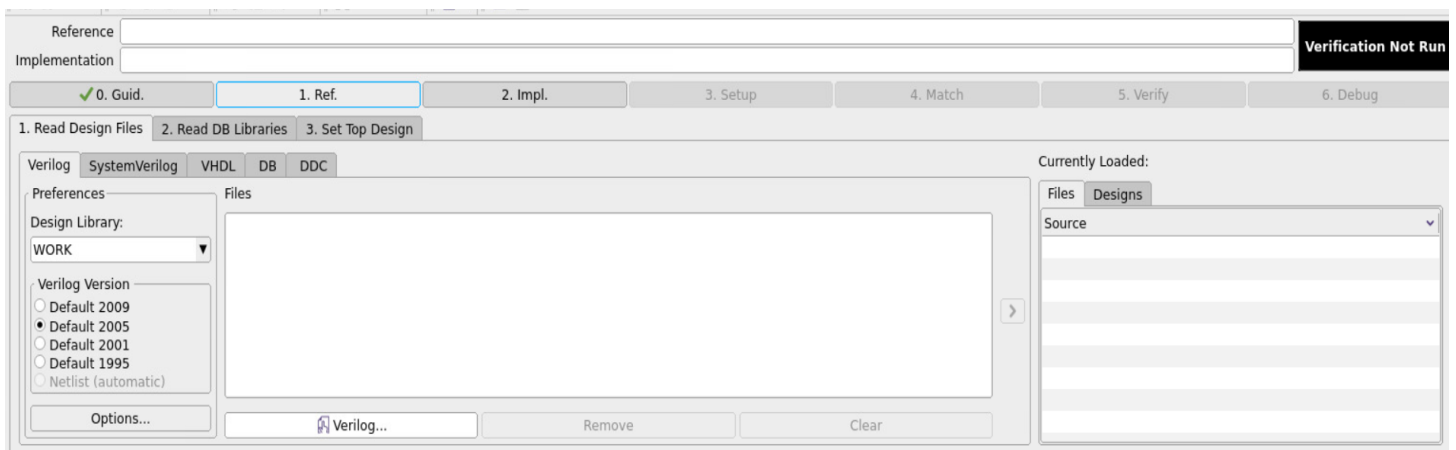 Reference
Implementation
Verification Not Run
0. Guid. 1. Ref. 2. Impl. 3. Setup 4. Match 5. Verify 6. Debug
1. Read Design Files 2. Read DB Libraries 3. Set Top Design
Verilog SystemVerilog VHDL DB DDC
Currently Loaded:
Preferences
Files
Files Designs
Design Library:
Source
WORK
Verilog Version
Default 2009
Default 2005
Default 2001
Default 1995
Netlist (automatic)
Options...
Verilog... Remove Clear